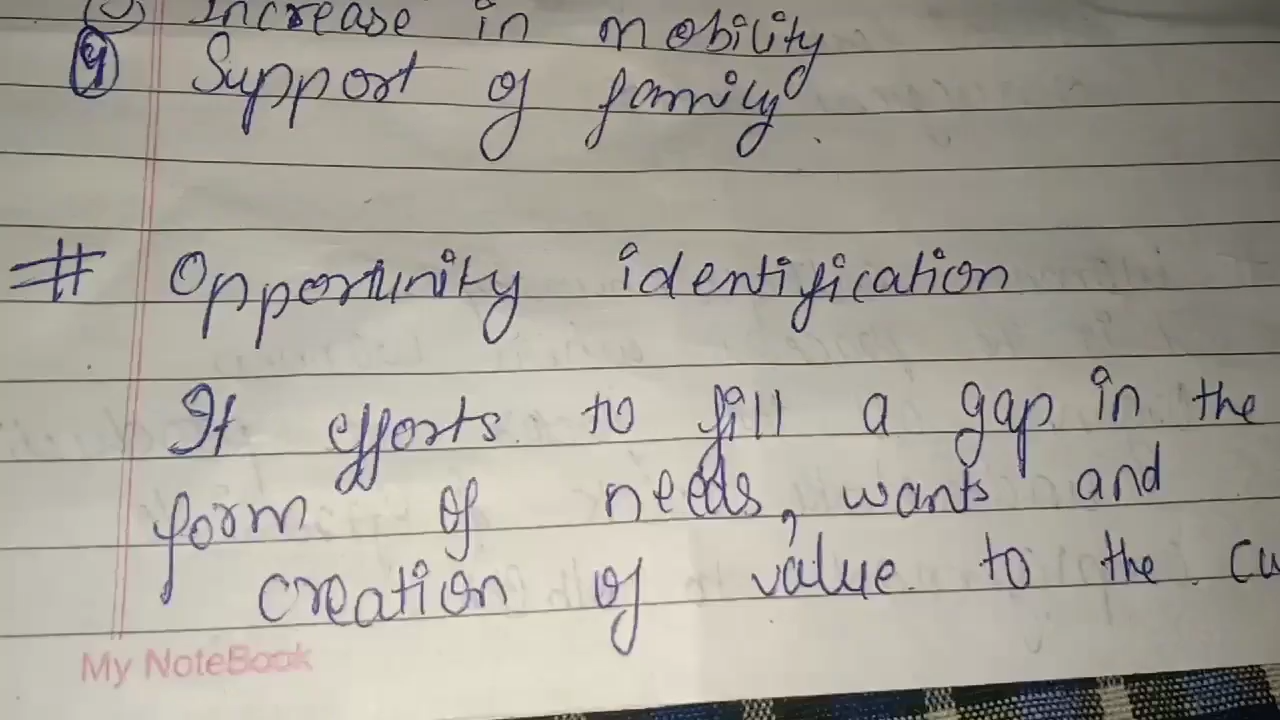 Increase in mobility
9 Support of family.
# Opportunity identification
It efforts to fill a gap in the
form of needs, wants and
creation of value to the cu
My NoteBook